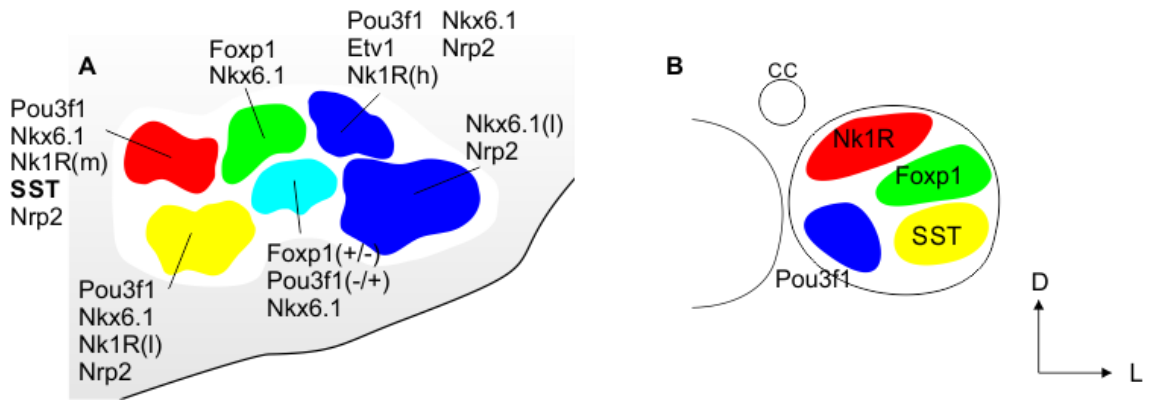 A
Foxp1
Nkx6.1
Pou3f1 Nkx6.1
Etv1 Nrp2
Nk1R(h)
Pou3f1
Nkx6.1
Nk1R(m)
SST
Nrp2
Nkx6.1(l)
Nrp2
Foxp1(+/-)
Pou3f1(-/+)
Nkx6.1
Pou3f1
Nkx6.1
Nk1R(l)
Nrp2
B
CC
Nk1R
Foxp1
SST
Pou3f1
D
L